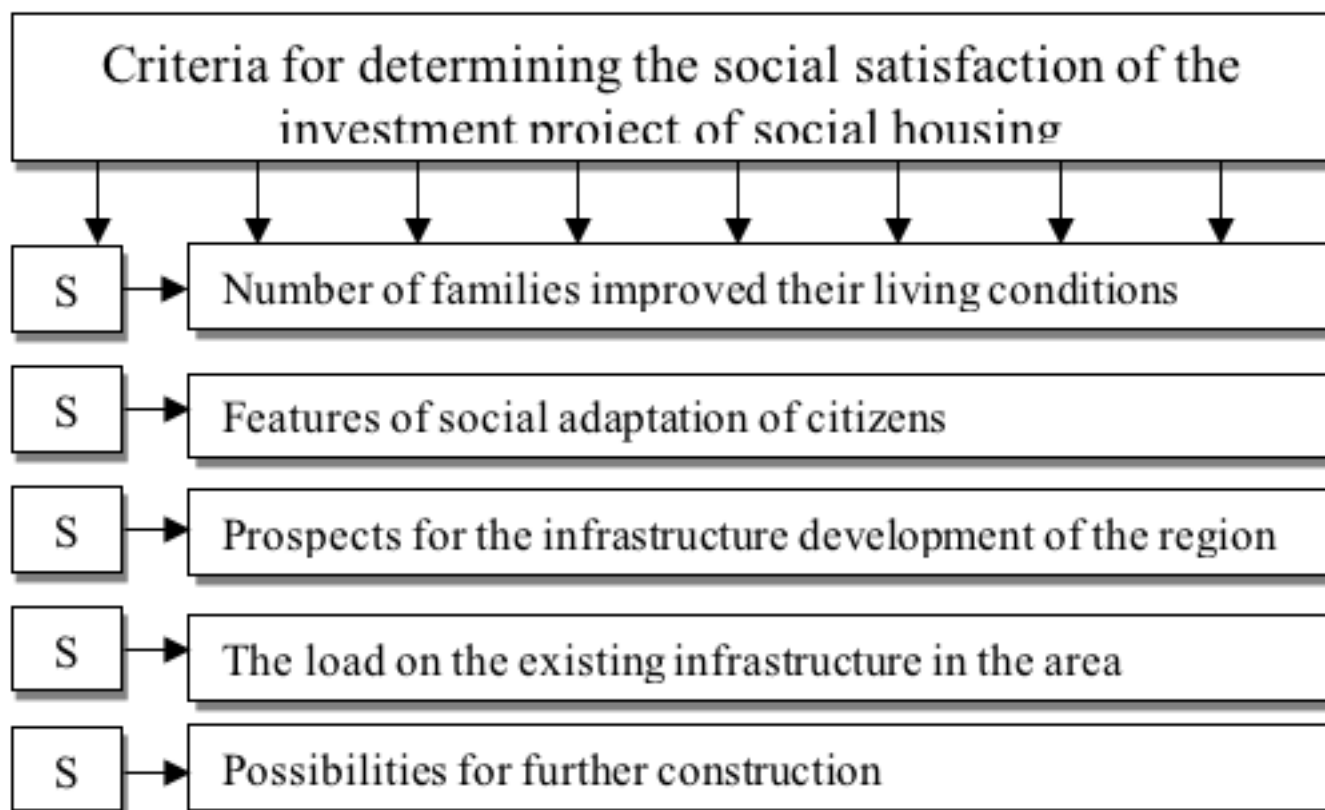 Criteria for determining the social satisfaction of the
investment project of social housing
S
Number of families improved their living conditions
S
Features of social adaptation of citizens
S
Prospects for the infrastructure development of the region
S
The load on the existing infrastructure in the area
S
Possibilities for further construction